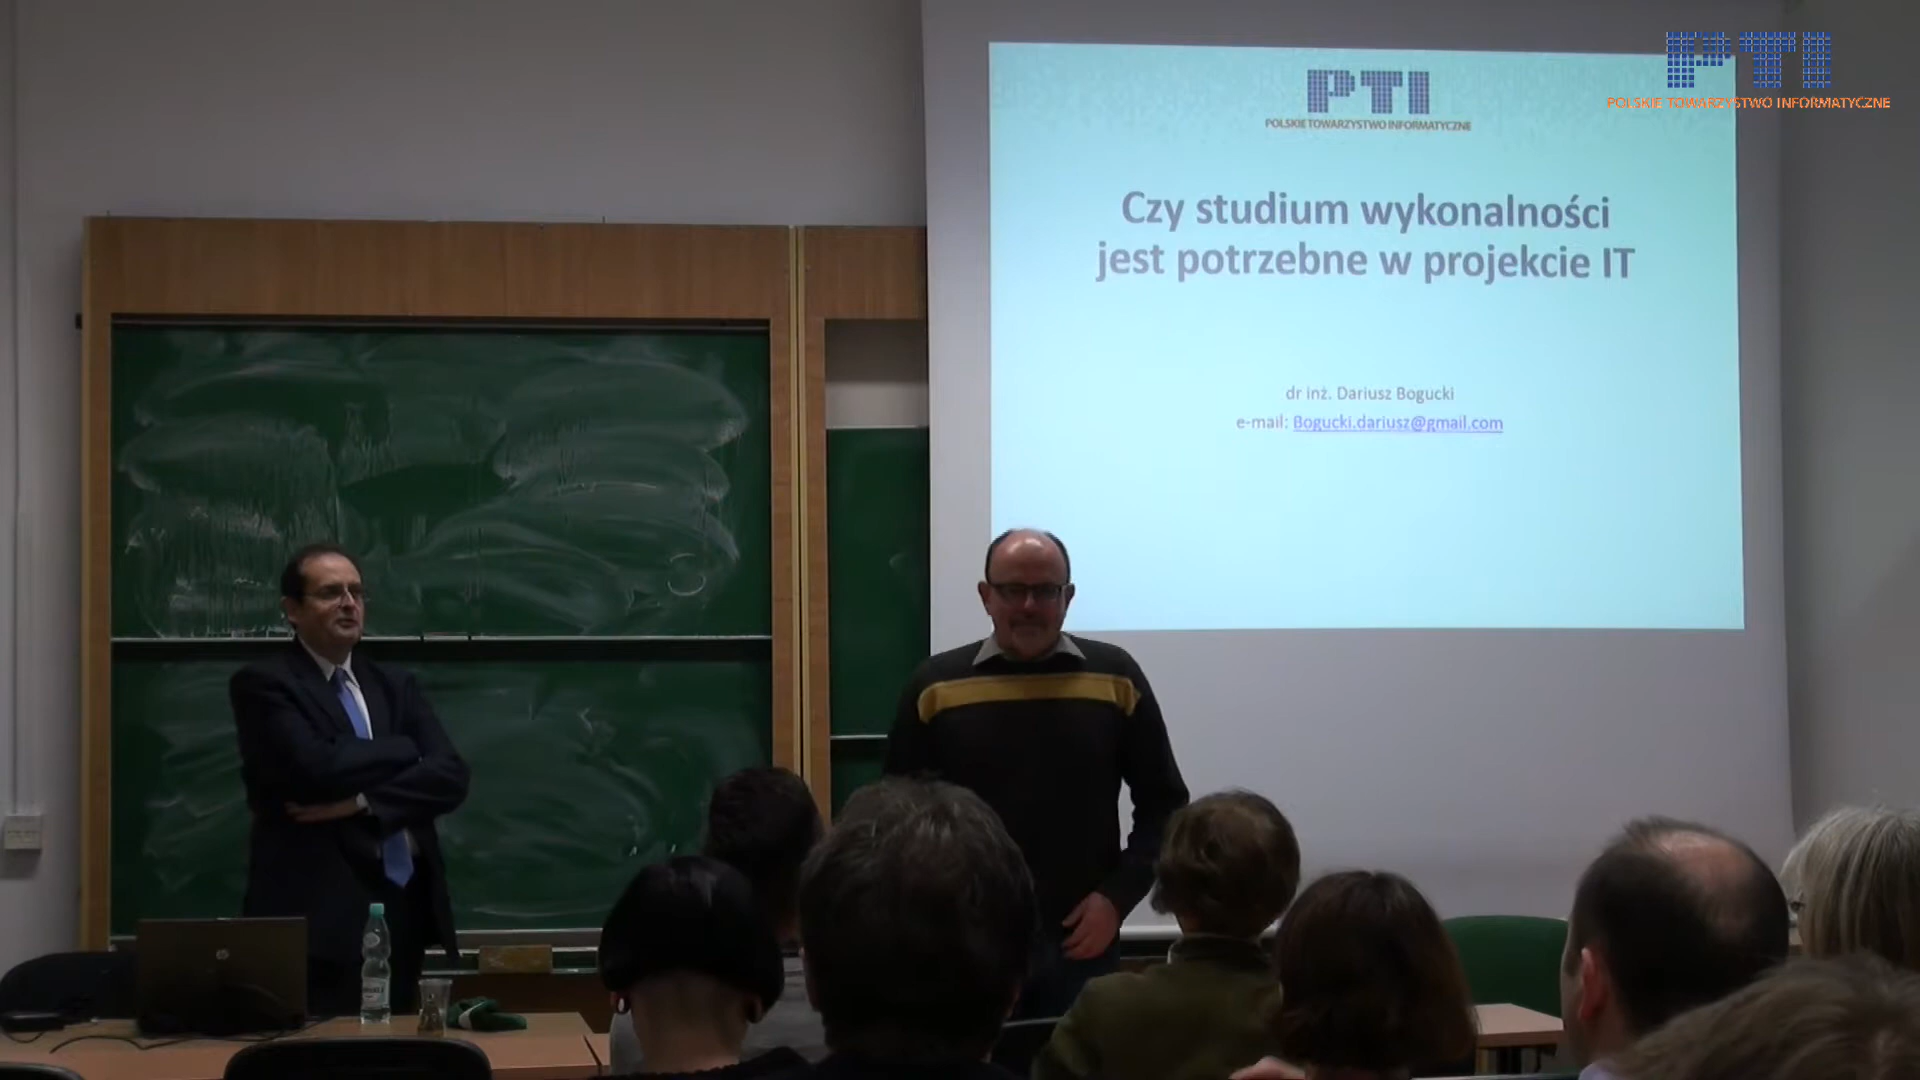 PTI
POLSKIE TOWARZYSTWO INFORMATYCZNE
PTI
POLSKIE TOWARZYSTWO INFORMATYCZNE
Czy studium wykonalności
jest potrzebne w projekcie IT
dr inż. Dariusz Bogucki
e-mail: Bogucki.dariusz@gmail.com